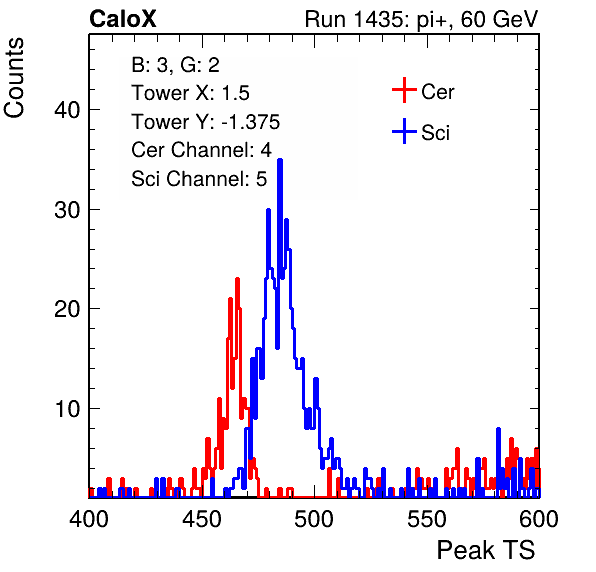 CaloX
Run 1435: pi+, 60 GeV
Counts
B: 3, G: 2
Tower X: 1.5
Tower Y: -1.375
Cer Channel: 4
Sci Channel: 5
Cer
Sci
40
30
20
10
400
450
500
550
600
Peak TS